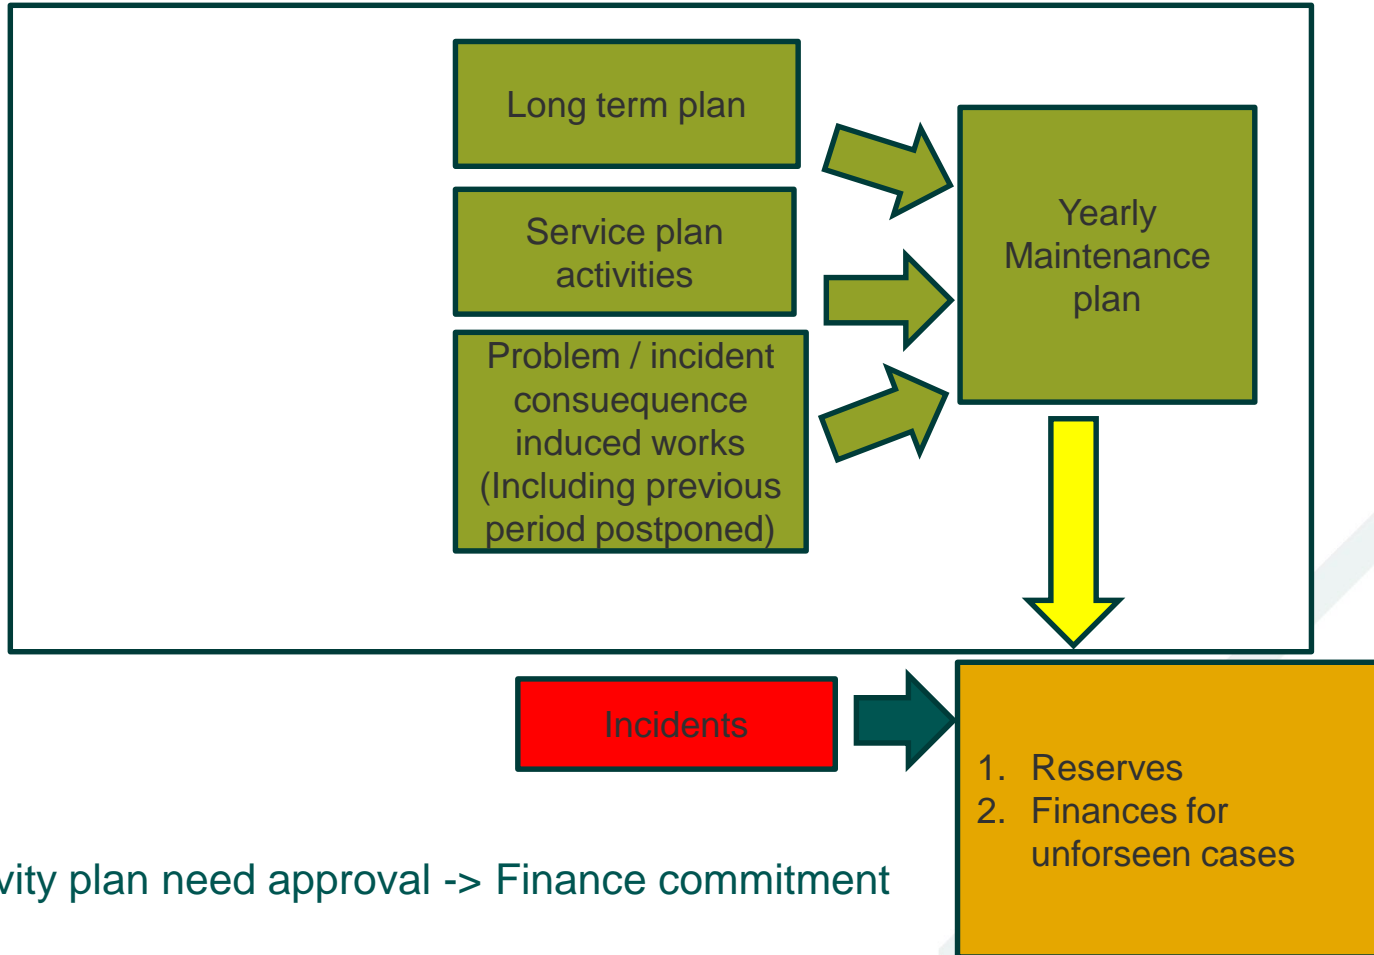 Long term plan
Service plan
activities
Problem / incident
consuequence
induced works
(Including previous
period postponed)
Yearly
Maintenance
plan
Incidents
1. Reserves
2. Finances for
unforseen cases
vity plan need approval -> Finance commitment